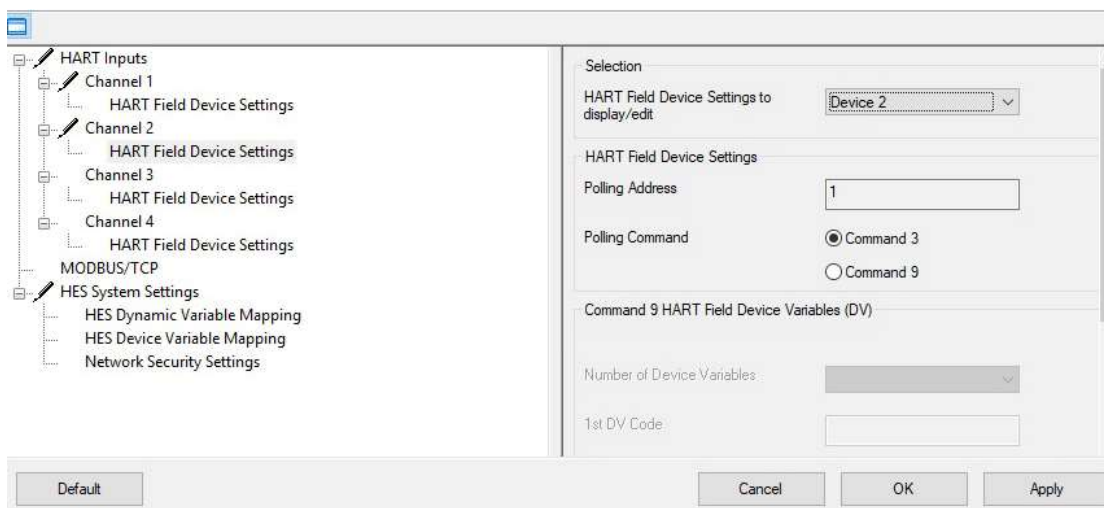 HART Inputs
Channel 1
HART Field Device Settings
Channel 2
HART Field Device Settings
Channel 3
HART Field Device Settings
Channel 4
HART Field Device Settings
MODBUS/TCP
HES System Settings
HES Dynamic Variable Mapping
HES Device Variable Mapping
Network Security Settings
Selection
HART Field Device Settings to
display/edit
Device 2
HART Field Device Settings
Polling Address
1
Polling Command
Command 3
Command 9
Command 9 HART Field Device Variables (DV)
Number of Device Variables
1st DV Code
Default
Cancel
OK
Apply